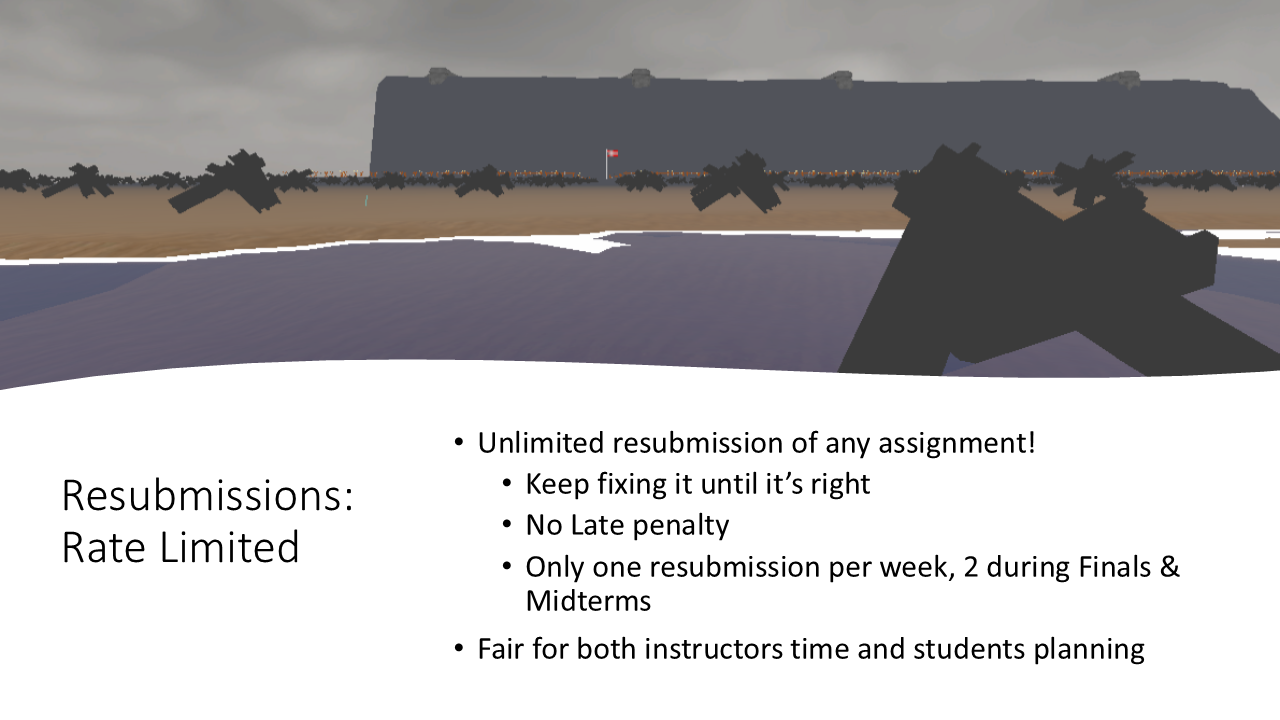 Resubmissions:
Rate Limited
• Unlimited resubmission of any assignment!
• Keep fixing it until it’s right
• No Late penalty
• Only one resubmission per week, 2 during Finals &
Midterms
• Fair for both instructors time and students planning